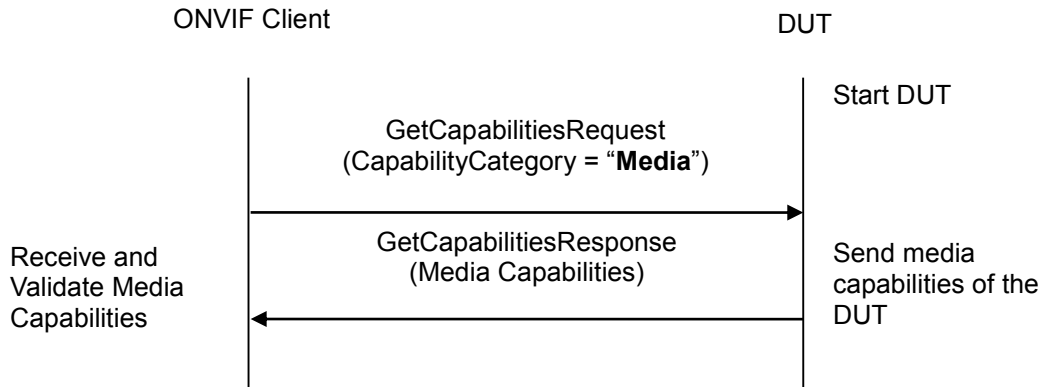 ONVIF Client
DUT
Start DUT
GetCapabilitiesRequest
(CapabilityCategory = “Media”)
GetCapabilitiesResponse
(Media Capabilities)
Receive and
Validate Media
Capabilities
Send media
capabilities of the
DUT